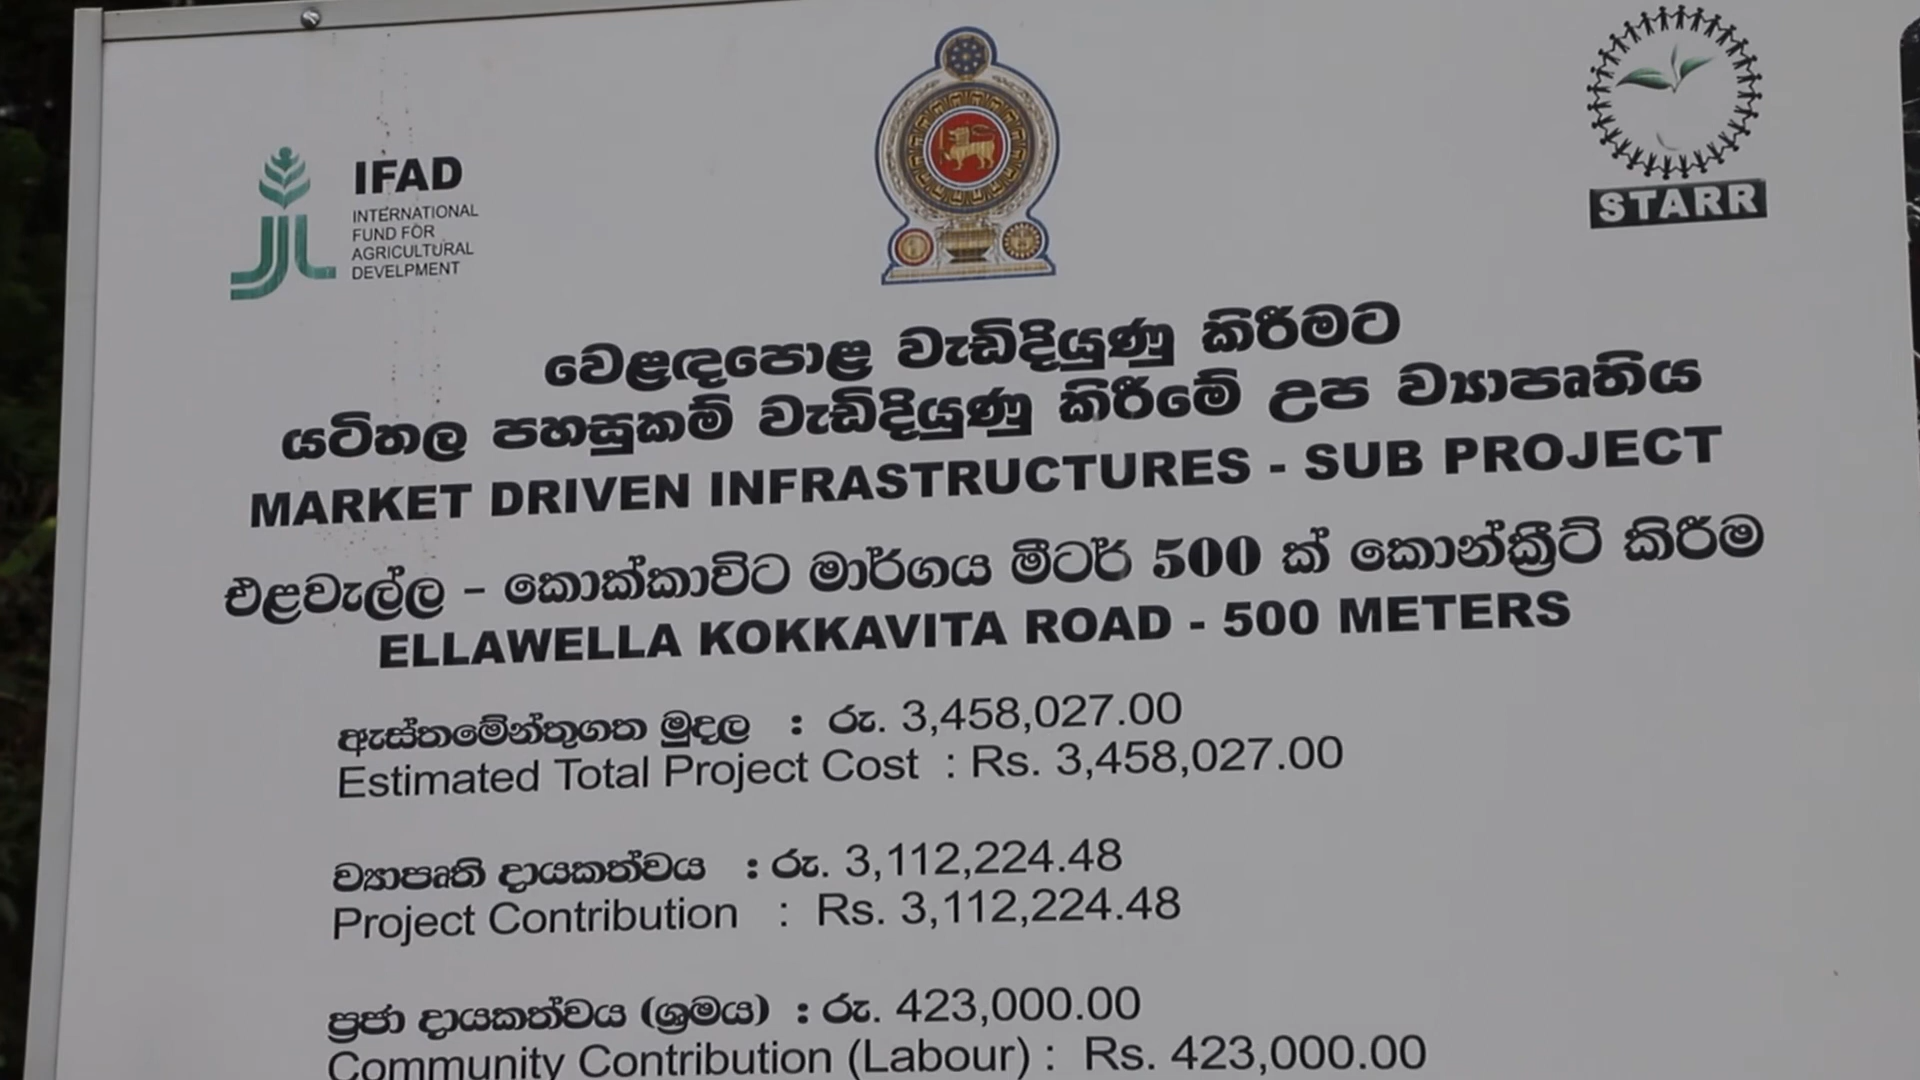 IFAD
INTERNATIONAL
FUND FOR
AGRICULTURAL
DEVELPMENT
STARR
වෙළඳපොළ වැඩිදියුණු කිරීමට
යටිතල පහසුකම් වැඩිදියුණු කිරීමේ උප ව්‍යාපෘතිය
MARKET DRIVEN INFRASTRUCTURES - SUB PROJECT
එළවැල්ල – කොක්කාවිට මාර්ගය මීටර් 500 ක් කොන්ක්‍රීට් කිරීම
ELLAWELLA KOKKAVITA ROAD - 500 METERS
ඇස්තමේන්තුගත මුදල : රු. 3,458,027.00
Estimated Total Project Cost : Rs. 3,458,027.00
ව්‍යාපෘති දායකත්වය : රු. 3,112,224.48
Project Contribution : Rs. 3,112,224.48
ප්‍රජා දායකත්වය (ශ්‍රමය) : රු. 423,000.00
Community Contribution (Labour) : Rs. 423,000.00